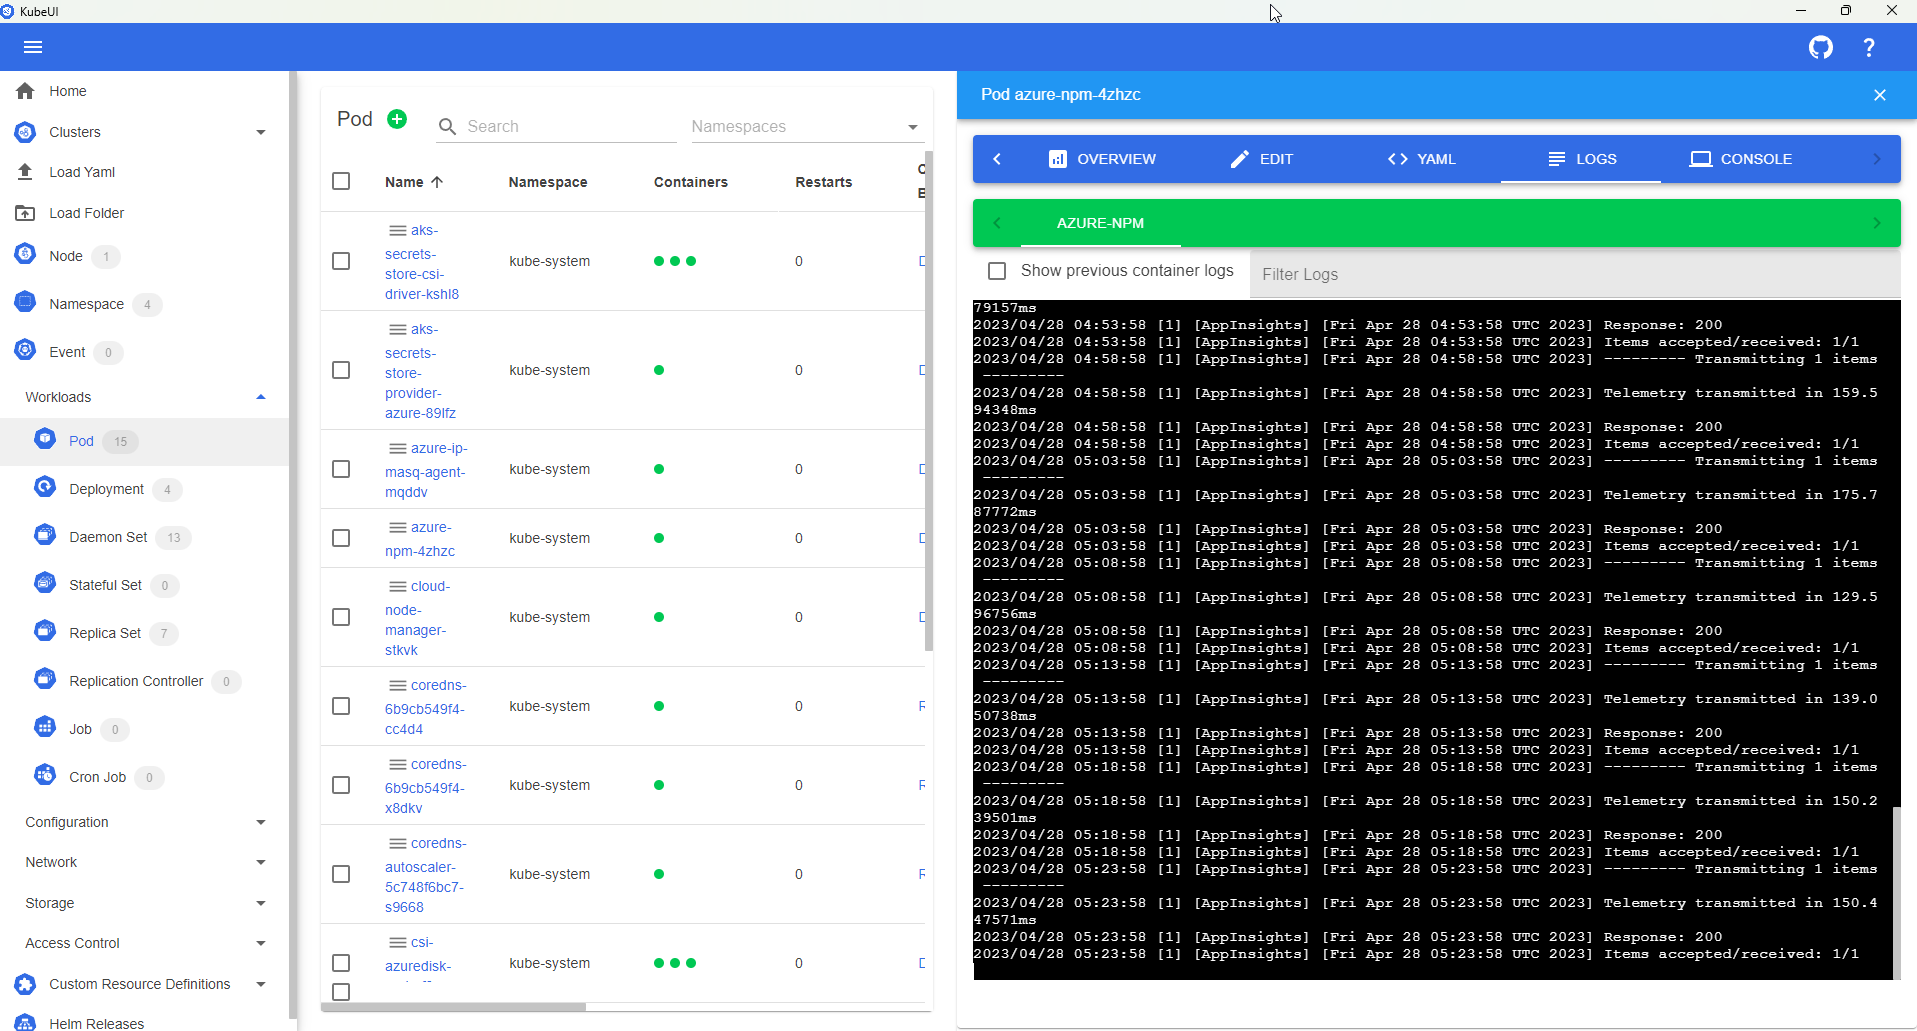 KubeUI
Home
Clusters
Load Yaml
Load Folder
Node 1
Namespace 4
Event 0
Workloads
Pod 15
Deployment 4
Daemon Set 13
Stateful Set 0
Replica Set 7
Replication Controller 0
Job 0
Cron Job 0
Configuration
Network
Storage
Access Control
Custom Resource Definitions
Helm Releases
Pod
Search
Namespaces
Name Namespace Containers Restarts
aks-
secrets-
store-csi-
driver-kshl8
kube-system 0
aks-
secrets-
store-
provider-
azure-89lfz
kube-system 0
azure-ip-
masq-agent-
mqddv
kube-system 0
azure-
npm-4zhzc
kube-system 0
cloud-
node-
manager-
stkvk
kube-system 0
coredns-
6b9cb549f4-
cc4d4
kube-system 0
coredns-
6b9cb549f4-
x8dkv
kube-system 0
coredns-
autoscaler-
5c748f6bc7-
s9668
kube-system 0
csi-
azuredisk-
kube-system 0
Pod azure-npm-4zhzc
OVERVIEW EDIT YAML LOGS CONSOLE
AZURE-NPM
Show previous container logs
Filter Logs
79157ms
2023/04/28 04:53:58 [1] [AppInsights] [Fri Apr 28 04:53:58 UTC 2023] Response: 200
2023/04/28 04:53:58 [1] [AppInsights] [Fri Apr 28 04:53:58 UTC 2023] Items accepted/received: 1/1
2023/04/28 04:58:58 [1] [AppInsights] [Fri Apr 28 04:58:58 UTC 2023] --------- Transmitting 1 items
---------
2023/04/28 04:58:58 [1] [AppInsights] [Fri Apr 28 04:58:58 UTC 2023] Telemetry transmitted in 159.5
94348ms
2023/04/28 04:58:58 [1] [AppInsights] [Fri Apr 28 04:58:58 UTC 2023] Response: 200
2023/04/28 04:58:58 [1] [AppInsights] [Fri Apr 28 04:58:58 UTC 2023] Items accepted/received: 1/1
2023/04/28 05:03:58 [1] [AppInsights] [Fri Apr 28 05:03:58 UTC 2023] --------- Transmitting 1 items
---------
2023/04/28 05:03:58 [1] [AppInsights] [Fri Apr 28 05:03:58 UTC 2023] Telemetry transmitted in 175.7
87772ms
2023/04/28 05:03:58 [1] [AppInsights] [Fri Apr 28 05:03:58 UTC 2023] Response: 200
2023/04/28 05:03:58 [1] [AppInsights] [Fri Apr 28 05:03:58 UTC 2023] Items accepted/received: 1/1
2023/04/28 05:08:58 [1] [AppInsights] [Fri Apr 28 05:08:58 UTC 2023] --------- Transmitting 1 items
---------
2023/04/28 05:08:58 [1] [AppInsights] [Fri Apr 28 05:08:58 UTC 2023] Telemetry transmitted in 129.5
96756ms
2023/04/28 05:08:58 [1] [AppInsights] [Fri Apr 28 05:08:58 UTC 2023] Response: 200
2023/04/28 05:08:58 [1] [AppInsights] [Fri Apr 28 05:08:58 UTC 2023] Items accepted/received: 1/1
2023/04/28 05:13:58 [1] [AppInsights] [Fri Apr 28 05:13:58 UTC 2023] --------- Transmitting 1 items
---------
2023/04/28 05:13:58 [1] [AppInsights] [Fri Apr 28 05:13:58 UTC 2023] Telemetry transmitted in 139.0
50738ms
2023/04/28 05:13:58 [1] [AppInsights] [Fri Apr 28 05:13:58 UTC 2023] Response: 200
2023/04/28 05:13:58 [1] [AppInsights] [Fri Apr 28 05:13:58 UTC 2023] Items accepted/received: 1/1
2023/04/28 05:18:58 [1] [AppInsights] [Fri Apr 28 05:18:58 UTC 2023] --------- Transmitting 1 items
---------
2023/04/28 05:18:58 [1] [AppInsights] [Fri Apr 28 05:18:58 UTC 2023] Telemetry transmitted in 150.2
39501ms
2023/04/28 05:18:58 [1] [AppInsights] [Fri Apr 28 05:18:58 UTC 2023] Response: 200
2023/04/28 05:18:58 [1] [AppInsights] [Fri Apr 28 05:18:58 UTC 2023] Items accepted/received: 1/1
2023/04/28 05:23:58 [1] [AppInsights] [Fri Apr 28 05:23:58 UTC 2023] --------- Transmitting 1 items
---------
2023/04/28 05:23:58 [1] [AppInsights] [Fri Apr 28 05:23:58 UTC 2023] Telemetry transmitted in 150.4
47571ms
2023/04/28 05:23:58 [1] [AppInsights] [Fri Apr 28 05:23:58 UTC 2023] Response: 200
2023/04/28 05:23:58 [1] [AppInsights] [Fri Apr 28 05:23:58 UTC 2023] Items accepted/received: 1/1